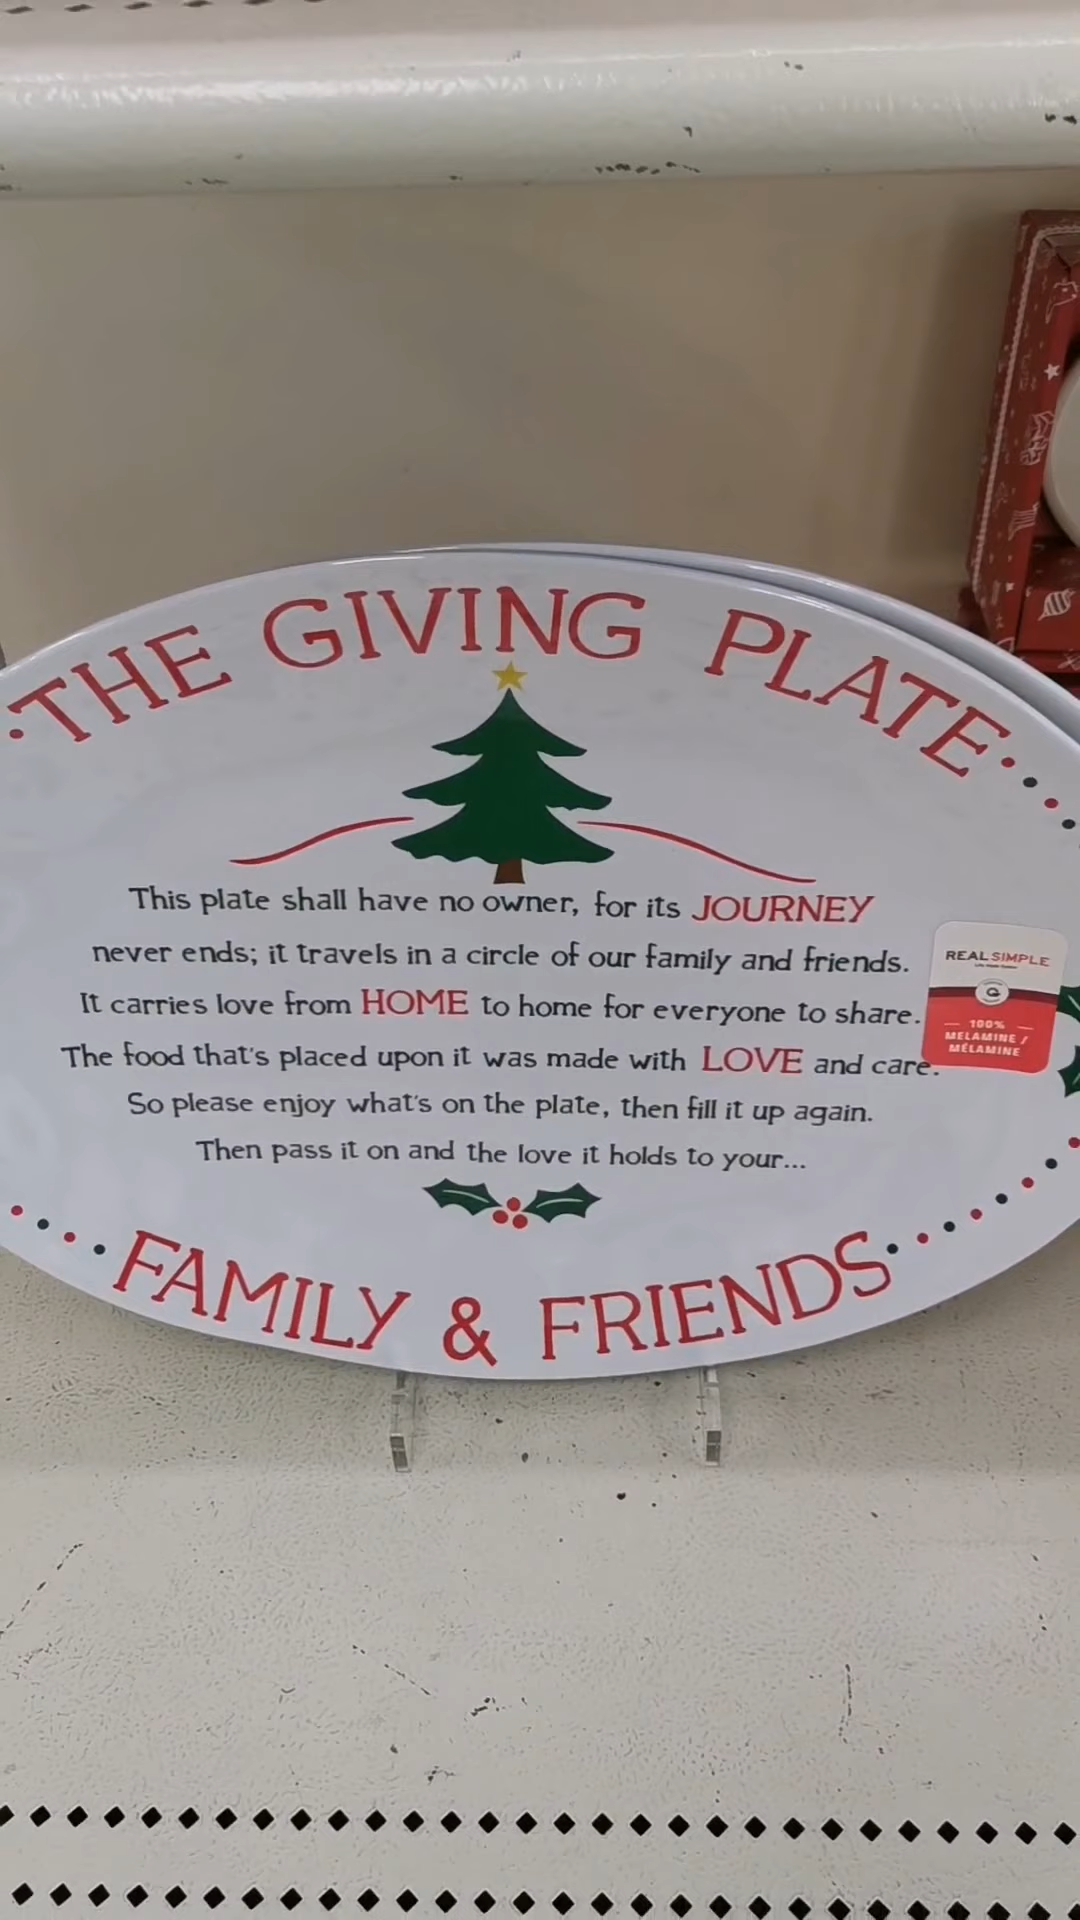 THE GIVING PLATE
This plate shall have no owner, for its JOURNEY
never ends; it travels in a circle of our family and friends.
It carries love from HOME to home for everyone to share.
The food that's placed upon it was made with LOVE and care.
So please enjoy what's on the plate, then fill it up again.
Then pass it on and the love it holds to your...
FAMILY & FRIENDS
REALSIMPLE
100%
MELAMINE /
MÉLAMINE